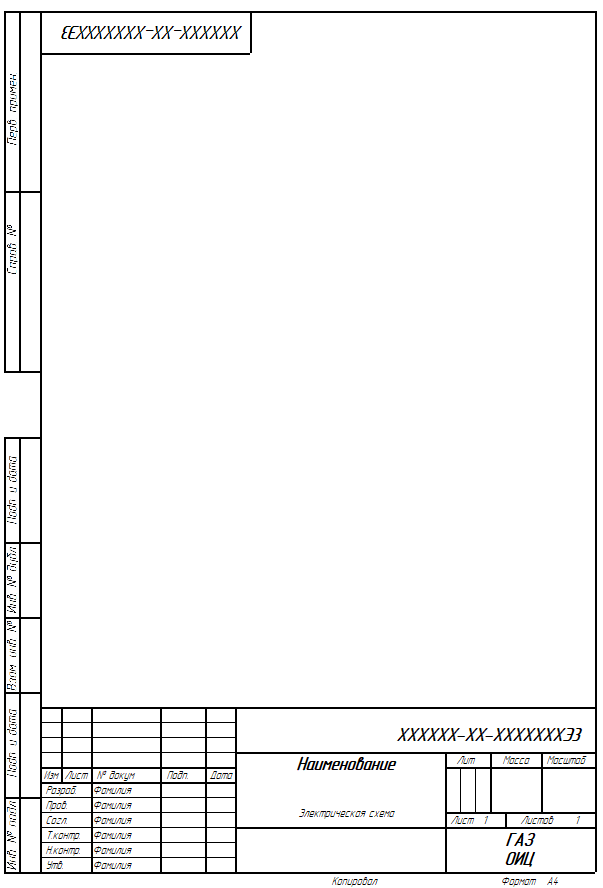 XXXXXX-XX-XXXXXXXЭ3
Перв примен
Справ №
Подп и дата
Инв № дубл
Взам инв №
Подп и дата
Инв № подл
XXXXXX-XX-XXXXXXXЭ3
Изм Лист № докум Подп. Дата
Разраб. Фамилия
Пров. Фамилия
Согл. Фамилия
Т.контр. Фамилия
Н.контр. Фамилия
Утв. Фамилия
Наименование
Электрическая схема
Лит Масса Масштаб
Лист 1 Листов 1
ГАЗ
ОИЦ
Копировал Формат А4